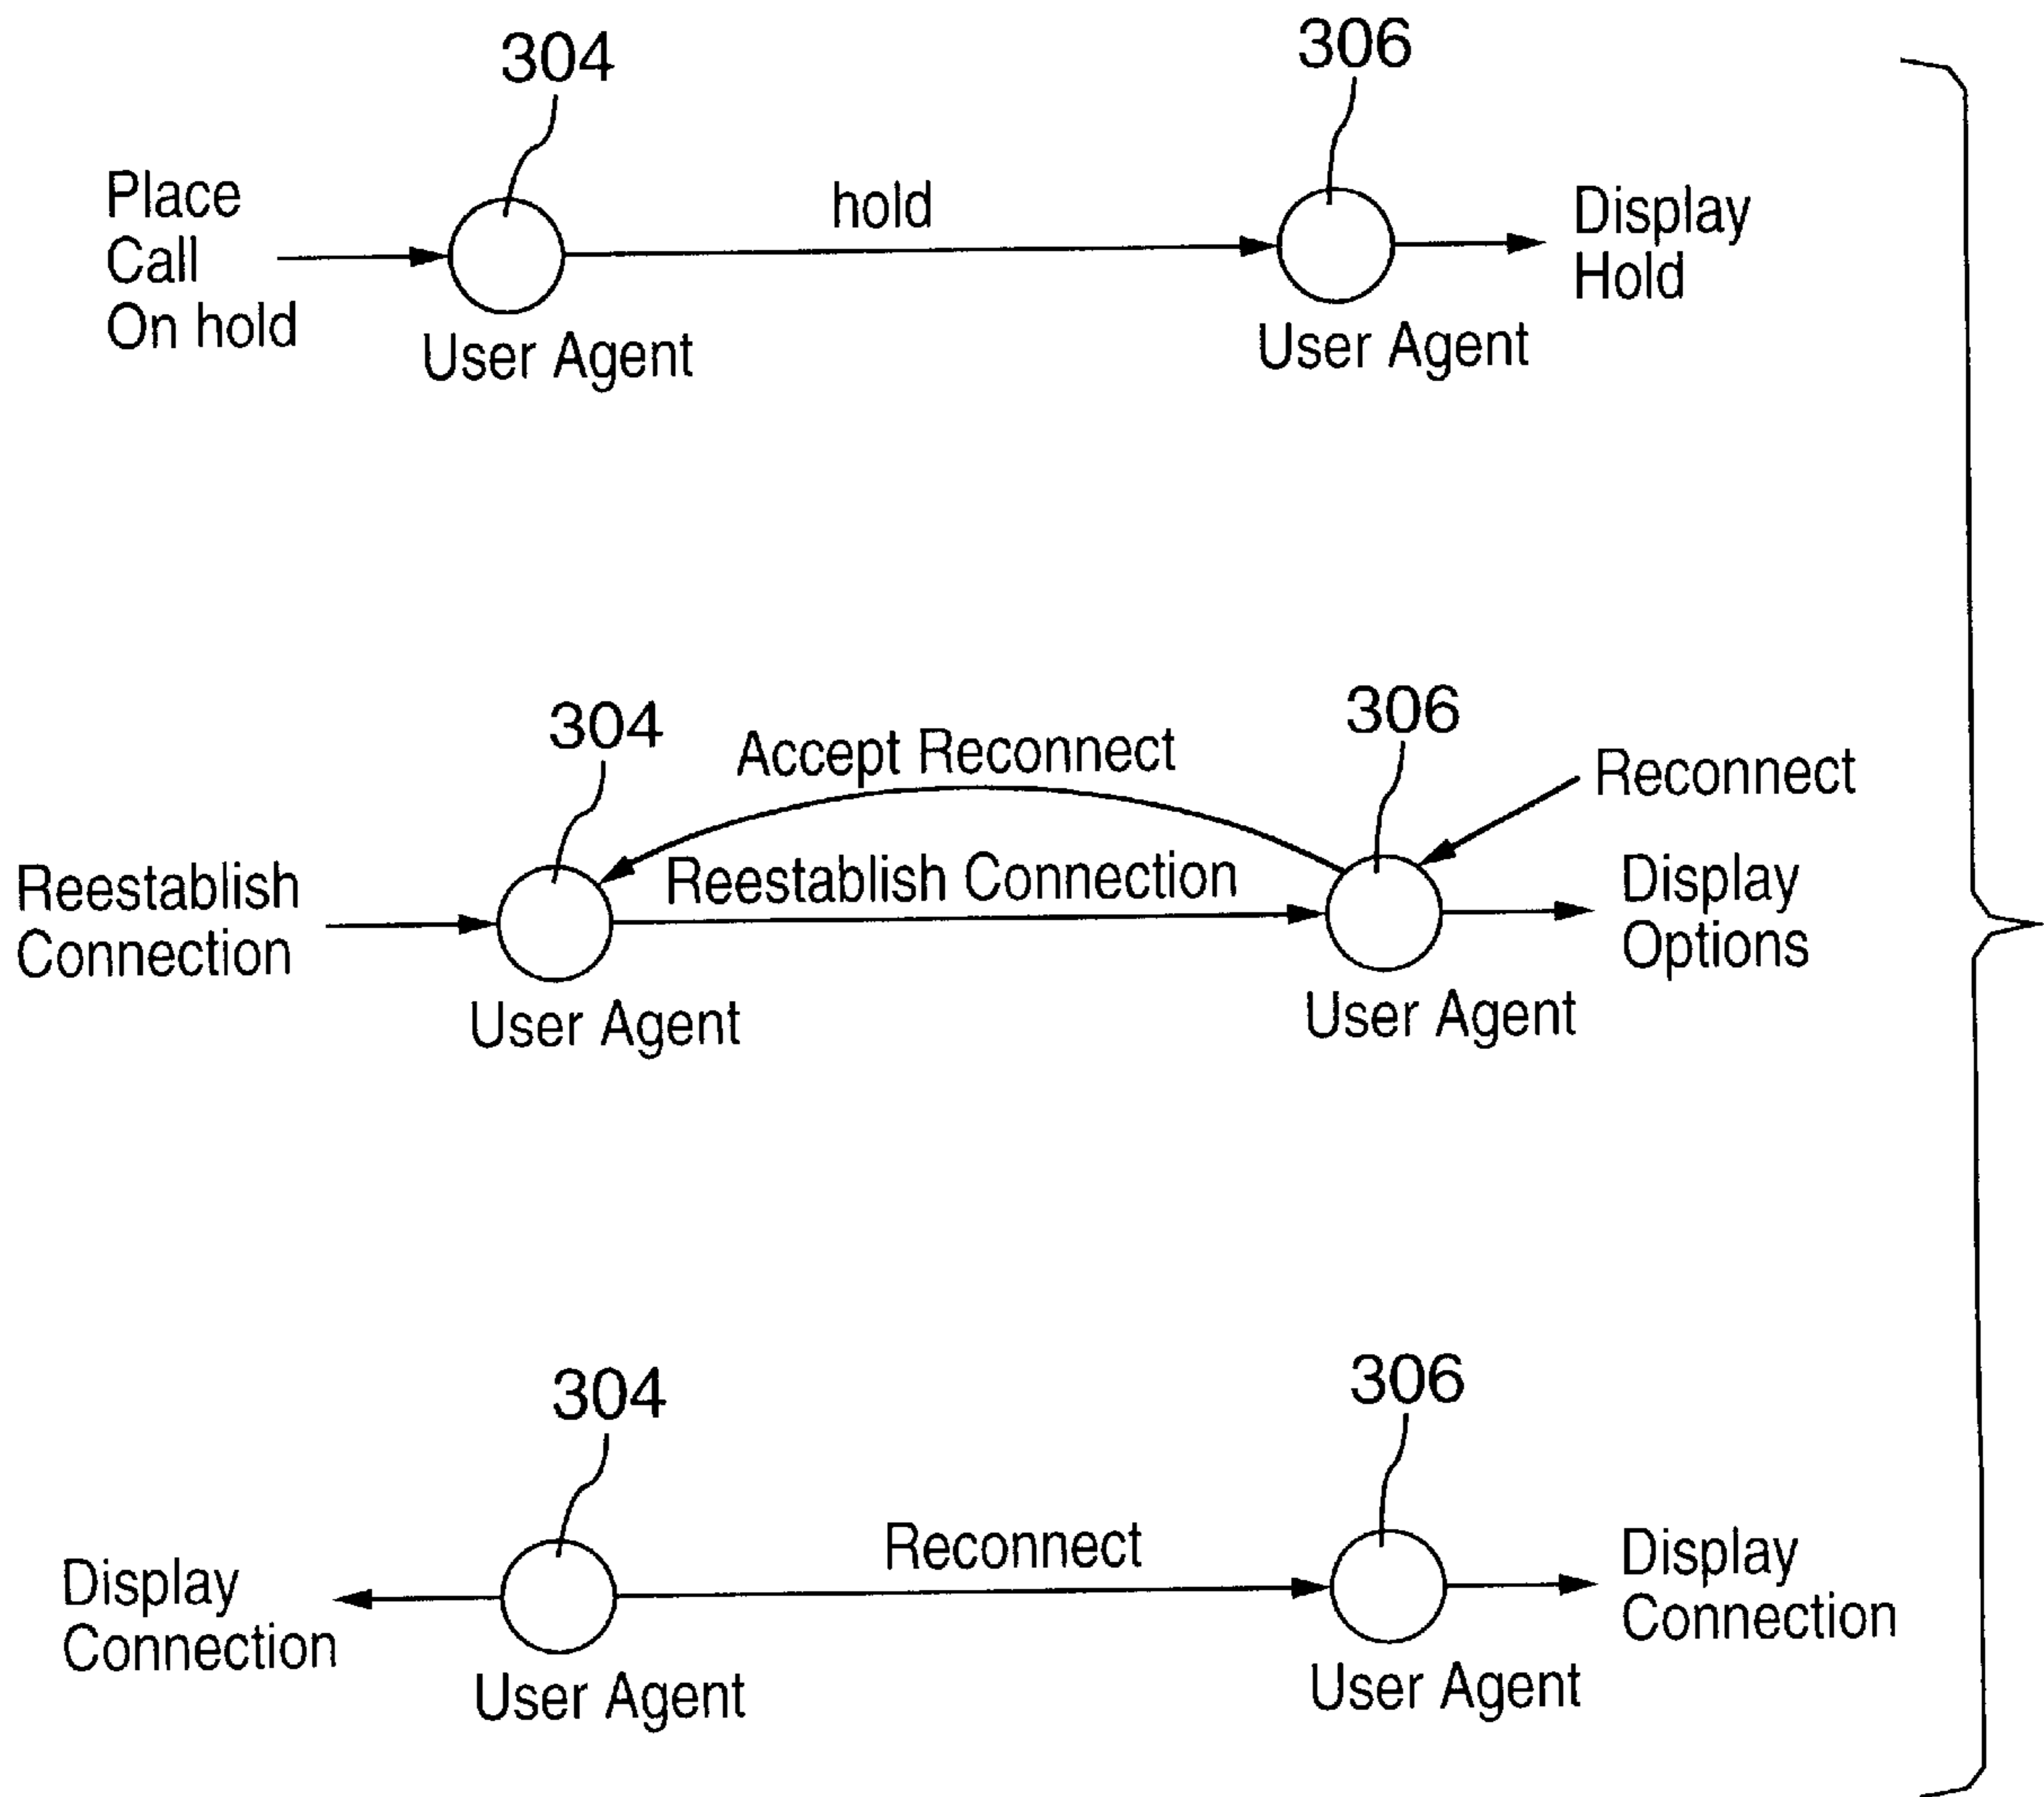 304
306
Place
Call
On hold
hold
Display
Hold
User Agent
User Agent
304
306
Accept Reconnect
Reconnect
Reestablish
Connection
Reestablish Connection
Display
Options
User Agent
User Agent
304
306
Display
Connection
Reconnect
Display
Connection
User Agent
User Agent